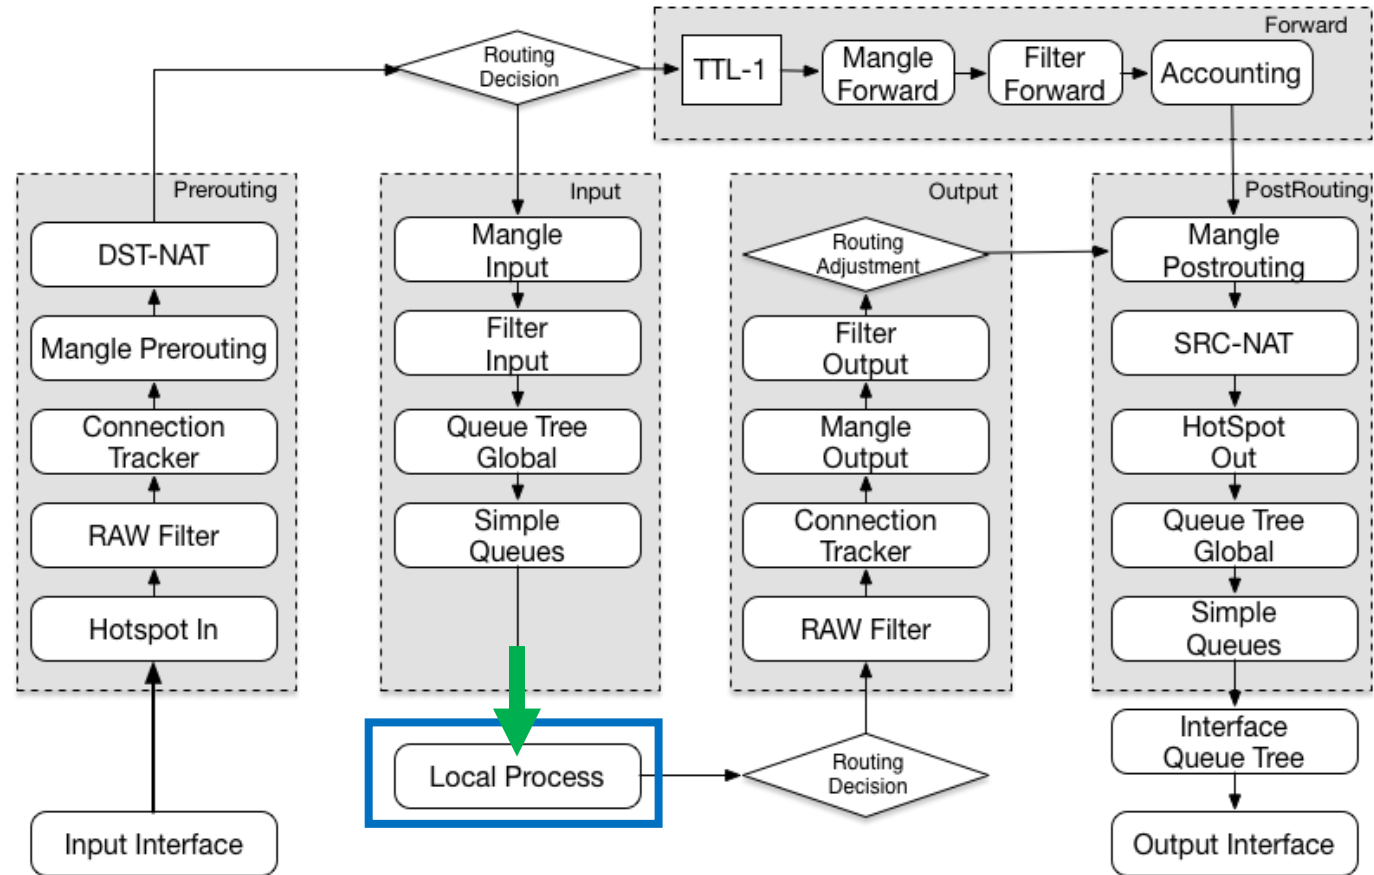 Forward
Routing
Decision
TTL-1
Mangle
Forward
Filter
Forward
Accounting
Prerouting
DST-NAT
Mangle Prerouting
Connection
Tracker
RAW Filter
Hotspot In
Input Interface
Input
Mangle
Input
Filter
Input
Queue Tree
Global
Simple
Queues
Local Process
Output
Routing
Adjustment
Filter
Output
Mangle
Output
Connection
Tracker
RAW Filter
Routing
Decision
PostRouting
Mangle
Postrouting
SRC-NAT
HotSpot
Out
Queue Tree
Global
Simple
Queues
Interface
Queue Tree
Output Interface